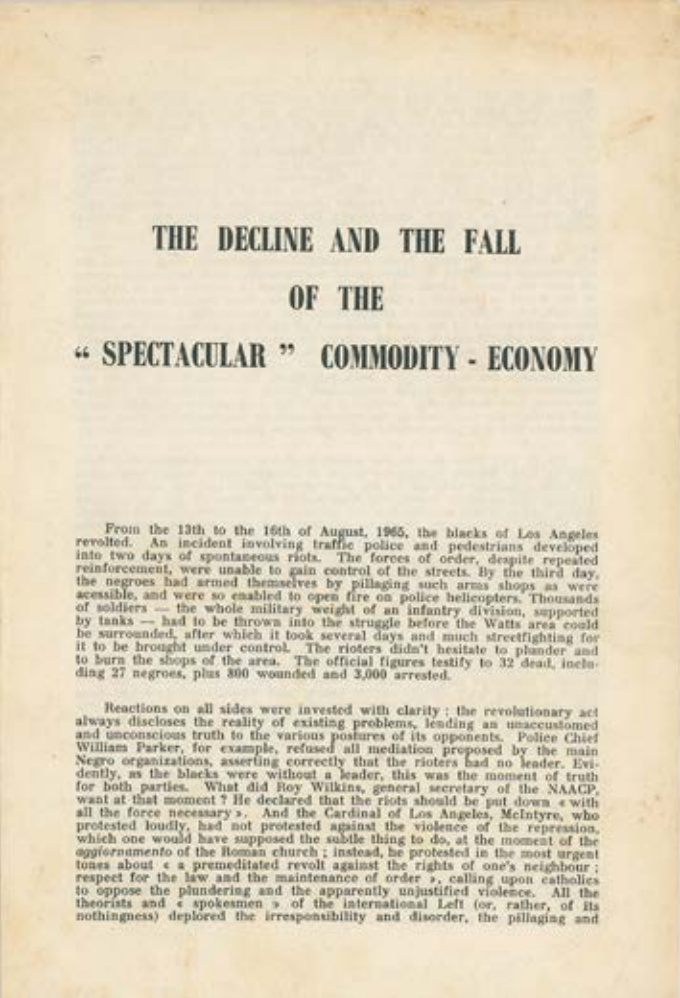 THE DECLINE AND THE FALL
OF THE
“ SPECTACULAR ” COMMODITY - ECONOMY
From the 13th to the 16th of August, 1965, the blacks of Los Angeles
revolted. An incident involving traffic police and pedestrians developed
into two days of spontaneous riots. The forces of order, despite repeated
reinforcement, were unable to gain control of the streets. By the third day,
the negroes had armed themselves by pillaging such arms shops as were
acessible, and were so enabled to open fire on police helicopters. Thousands
of soldiers — the whole military weight of an infantry division, supported
by tanks — had to be thrown into the struggle before the Watts area could
be surrounded, after which it took several days and much streetfighting for
it to be brought under control. The rioters didn't hesitate to plunder and
to burn the shops of the area. The official figures testify to 32 dead, inclu-
ding 27 negroes, plus 800 wounded and 3,000 arrested.
Reactions on all sides were invested with clarity : the revolutionary act
always discloses the reality of existing problems, lending an unaccustomed
and unconscious truth to the various postures of its opponents. Police Chief
William Parker, for example, refused all mediation proposed by the main
Negro organizations, asserting correctly that the rioters had no leader. Evi-
dently, as the blacks were without a leader, this was the moment of truth
for both parties. What did Roy Wilkins, general secretary of the NAACP,
want at that moment ? He declared that the riots should be put down « with
all the force necessary ». And the Cardinal of Los Angeles, McIntyre, who
protested loudly, had not protested against the violence of the repression,
which one would have supposed the subtle thing to do, at the moment of the
aggiornamento of the Roman church ; instead, he protested in the most urgent
tones about « a premeditated revolt against the rights of one's neighbour ;
respect for the law and the maintenance of order », calling upon catholics
to oppose the plundering and the apparently unjustified violence. All the
theorists and « spokesmen » of the international Left (or, rather, of its
nothingness) deplored the irresponsibility and disorder, the pillaging and